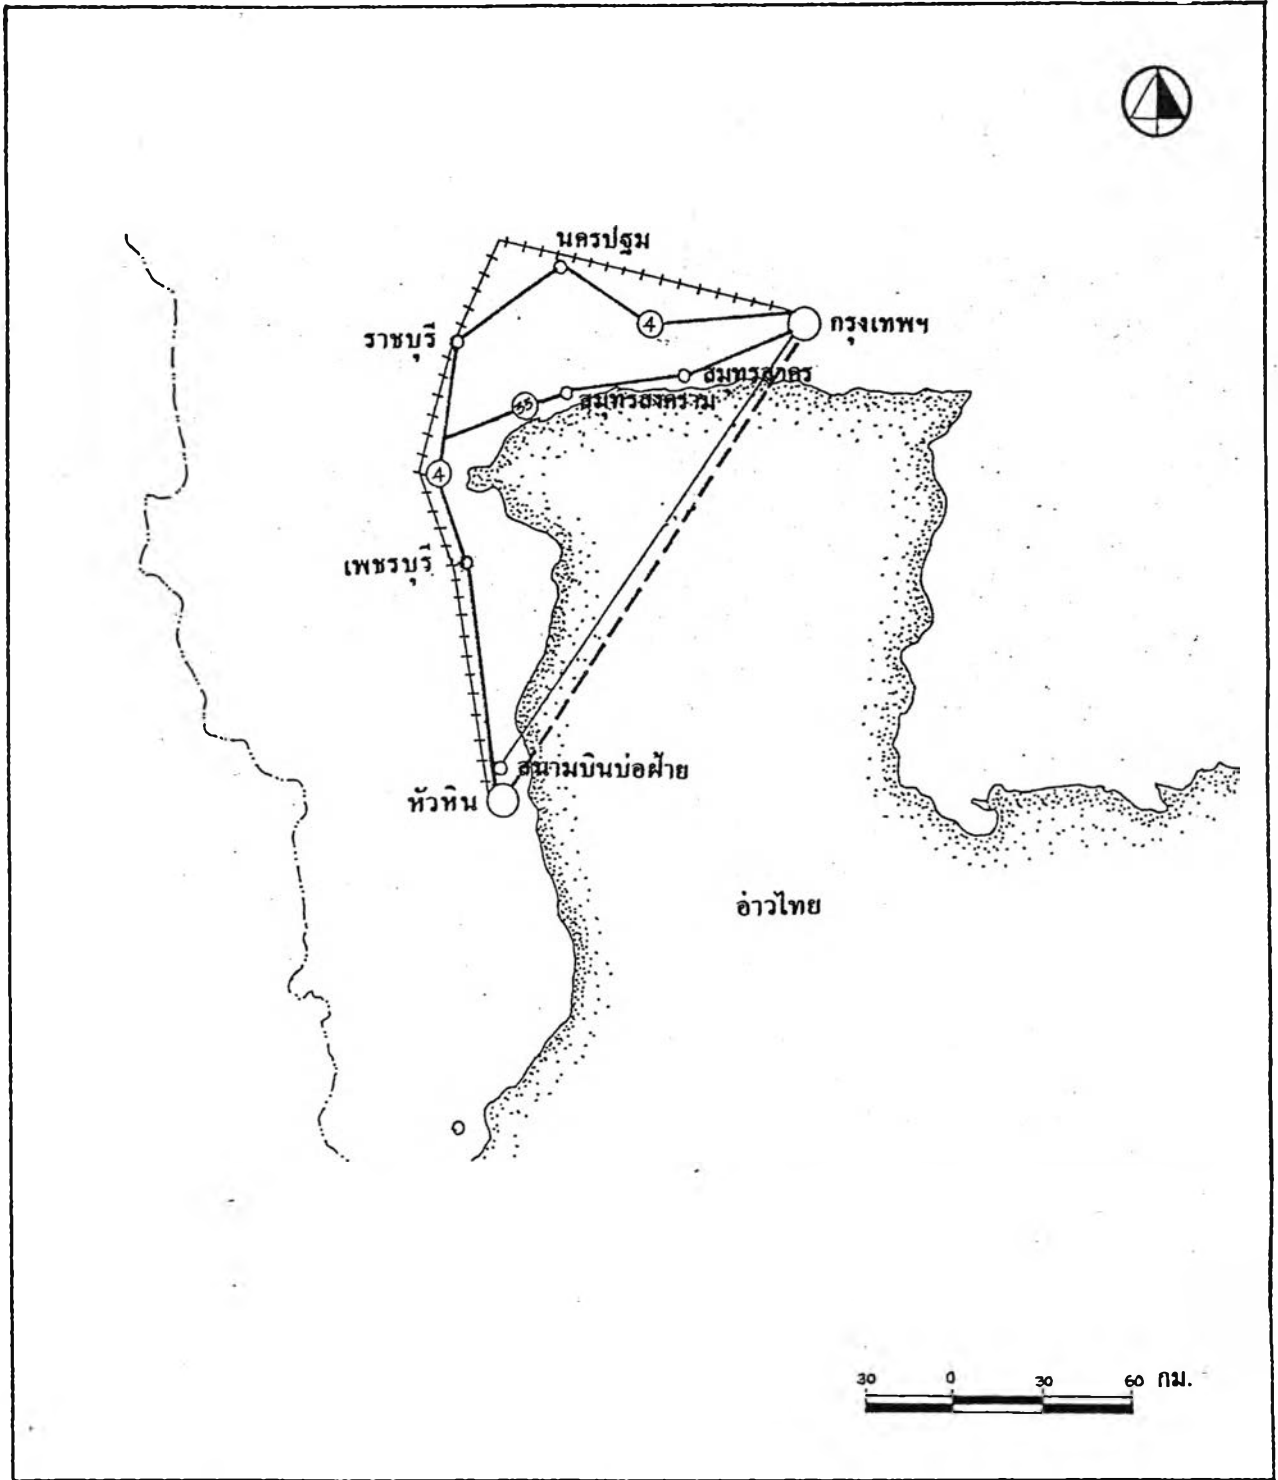 นครปฐม
4
กรุงเทพฯ
ราชบุรี
สมุทรสาคร
สมุทรสงคราม
35
4
เพชรบุรี
สนามบินบ่อฝ้าย
หัวหิน
อ่าวไทย
30 0 30 60 กม.